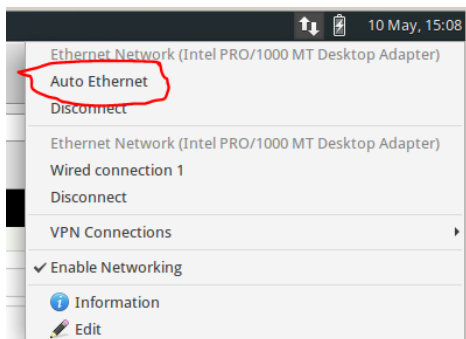 10 May, 15:08
Ethernet Network (Intel PRO/1000 MT Desktop Adapter)
Auto Ethernet
Disconnect
Ethernet Network (Intel PRO/1000 MT Desktop Adapter)
Wired connection 1
Disconnect
VPN Connections
Enable Networking
Information
Edit